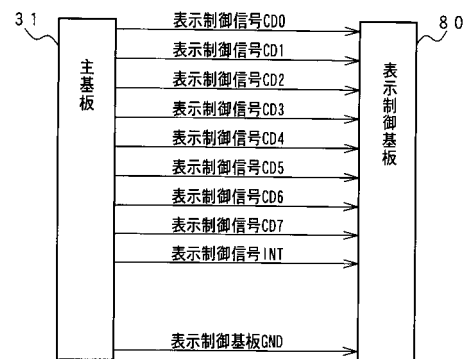 31
80
主基板
表示制御信号CD0
表示制御信号CD1
表示制御信号CD2
表示制御信号CD3
表示制御信号CD4
表示制御信号CD5
表示制御信号CD6
表示制御信号CD7
表示制御信号INT
表示制御基板GND
表示制御基板